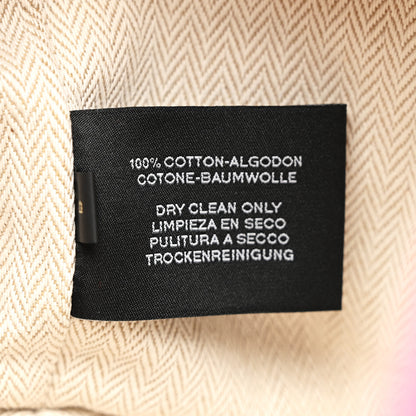 100% COTTON-ALGODON
COTONE-BAUMWOLLE
DRY CLEAN ONLY
LIMPIEZA EN SECO
PULITURA A SECCO
TROCKENREINIGUNG